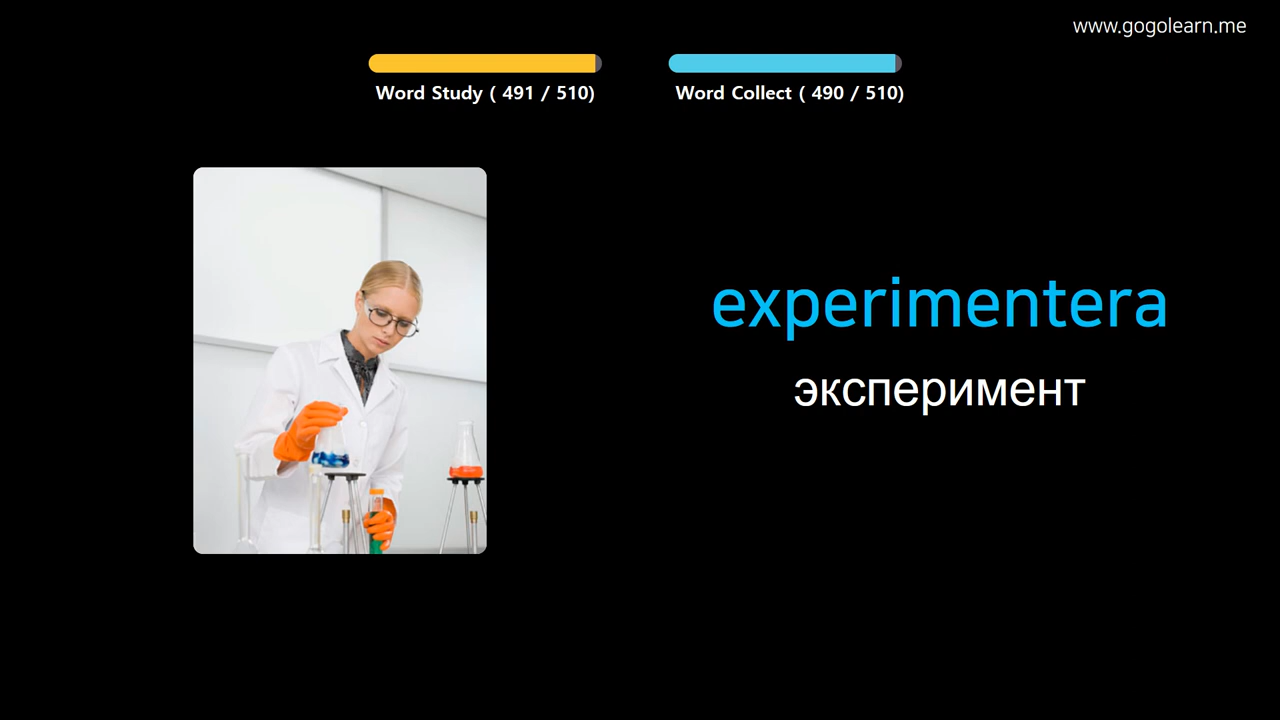 www.gogolearn.me
Word Study ( 491 / 510)
Word Collect ( 490 / 510)
experimentera
эксперимент